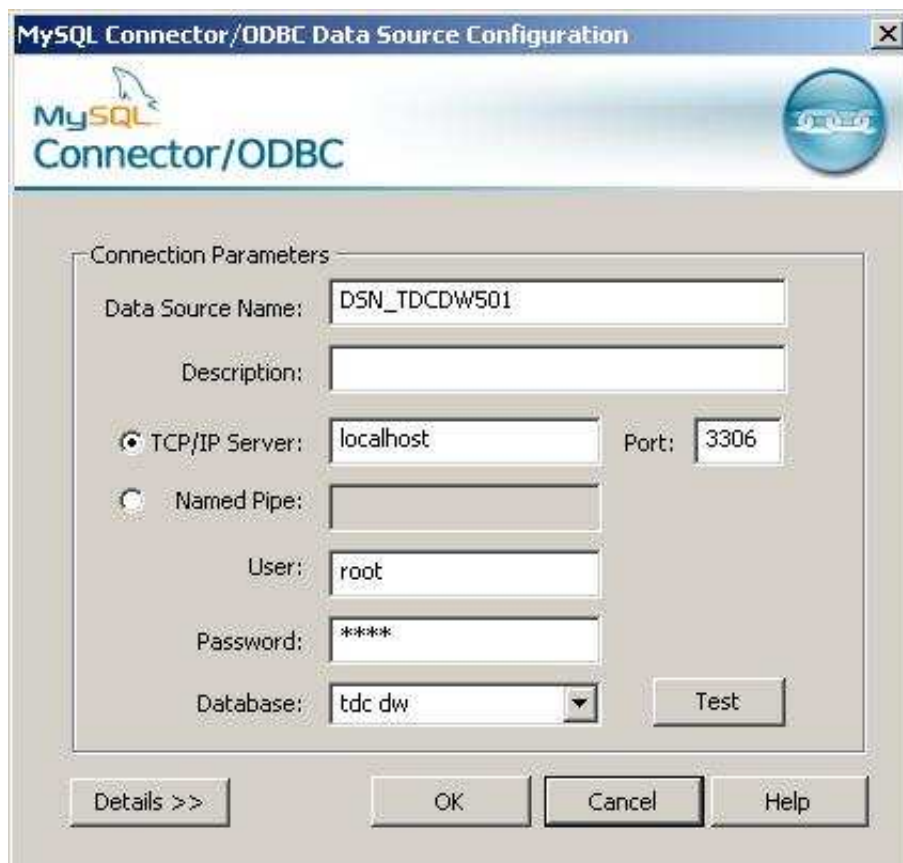 MySQL Connector/ODBC Data Source Configuration
MySQL
Connector/ODBC
Connection Parameters
Data Source Name: DSN_TDCDW501
Description:
TCP/IP Server: localhost Port: 3306
Named Pipe:
User: root
Password: ****
Database: tdc dw Test
Details >> OK Cancel Help